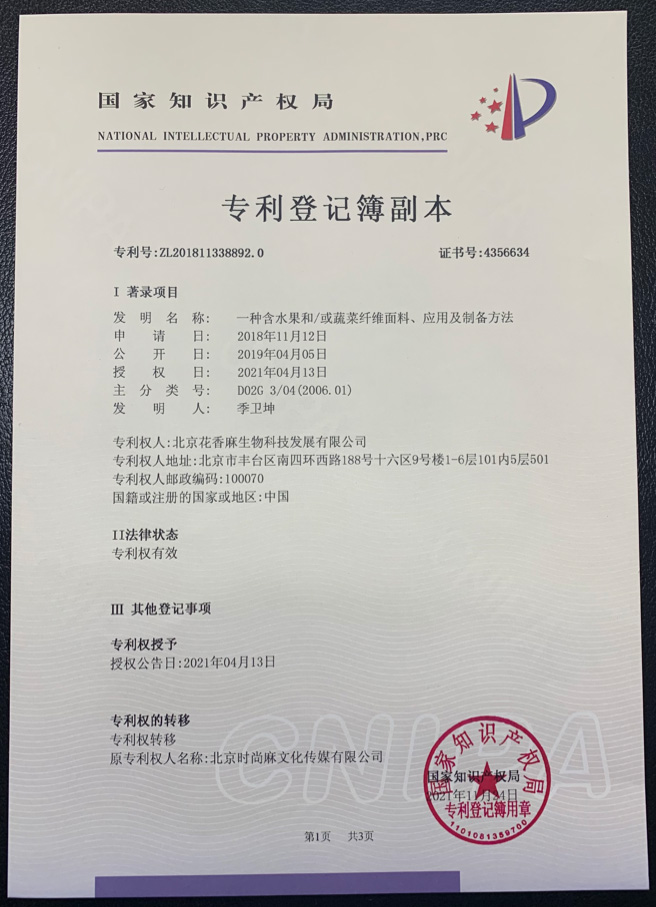 国家知识产权局
NATIONAL INTELLECTUAL PROPERTY ADMINISTRATION,PRC
专利登记簿副本
专利号:ZL201811338892.0 证书号:4356634
I 著录项目
发明名称: 一种含水果和/或蔬菜纤维面料、应用及制备方法
申请日: 2018年11月12日
公开日: 2019年04月05日
授权日: 2021年04月13日
主分类号: D02G 3/04(2006.01)
发明人: 季卫坤
专利权人:北京花香麻生物科技发展有限公司
专利权人地址:北京市丰台区南四环西路188号十六区9号楼1-6层101内5层501
专利权人邮政编码:100070
国籍或注册的国家或地区:中国
II法律状态
专利权有效
III 其他登记事项
专利权授予
授权公告日:2021年04月13日
专利权的转移
专利权转移
原专利权人名称:北京时尚麻文化传媒有限公司
CNIPA
国家知识产权局
国家知识产权局
2021年11月24日
专利登记簿用章
1101081359700
第1页 共3页